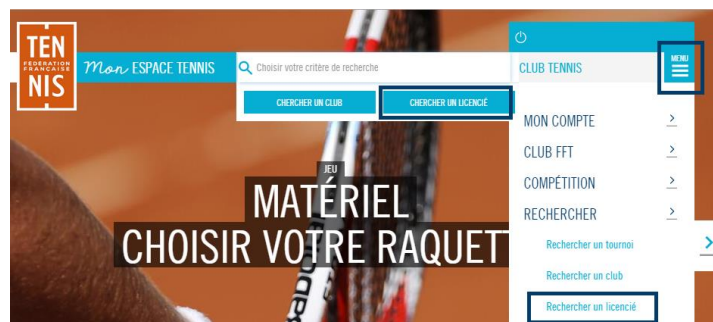 TEN
FÉDÉRATION
FRANÇAISE
NIS
Mon ESPACE TENNIS
Choisir votre critère de recherche
CHERCHER UN CLUB
CHERCHER UN LICENCIÉ
CLUB TENNIS
MENU
MON COMPTE
CLUB FFT
COMPÉTITION
RECHERCHER
Rechercher un tournoi
Rechercher un club
Rechercher un licencié
JEU
MATÉRIEL
CHOISIR VOTRE RAQUETT